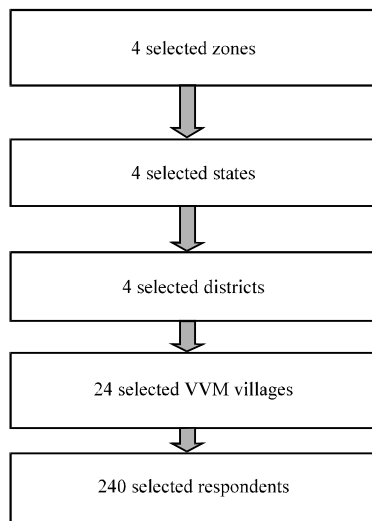 4 selected zones
4 selected states
4 selected districts
24 selected VVM villages
240 selected respondents